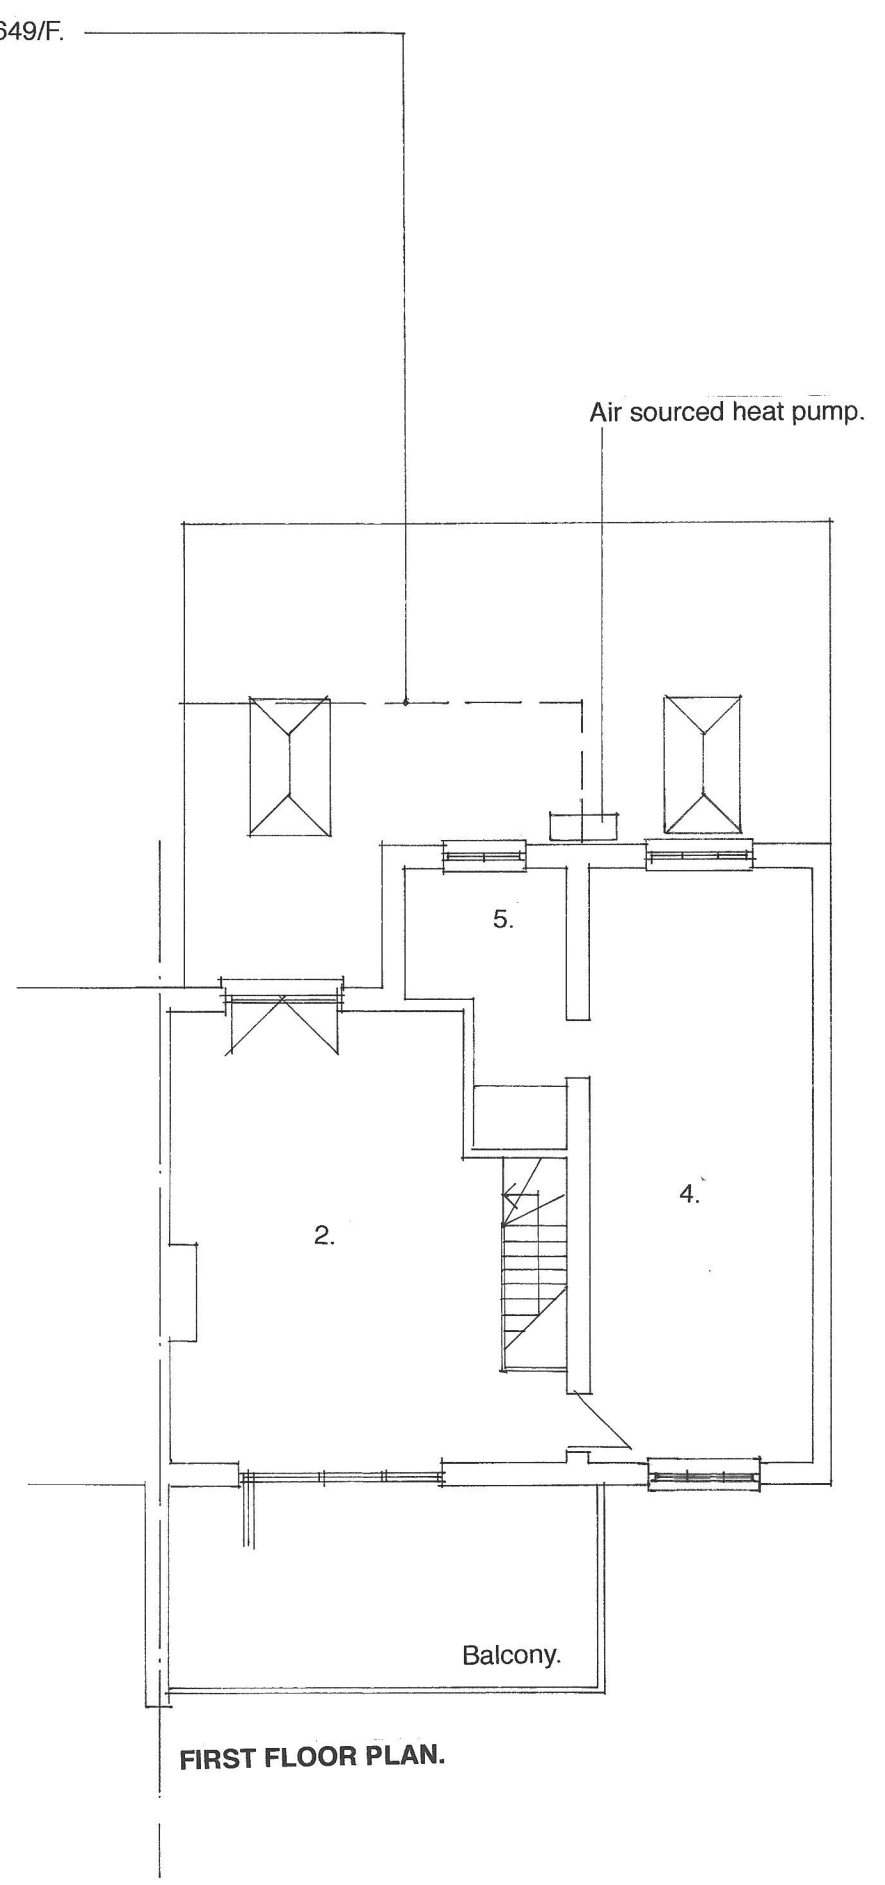 649/F.
Air sourced heat pump.
5.
4.
2.
Balcony.
FIRST FLOOR PLAN.